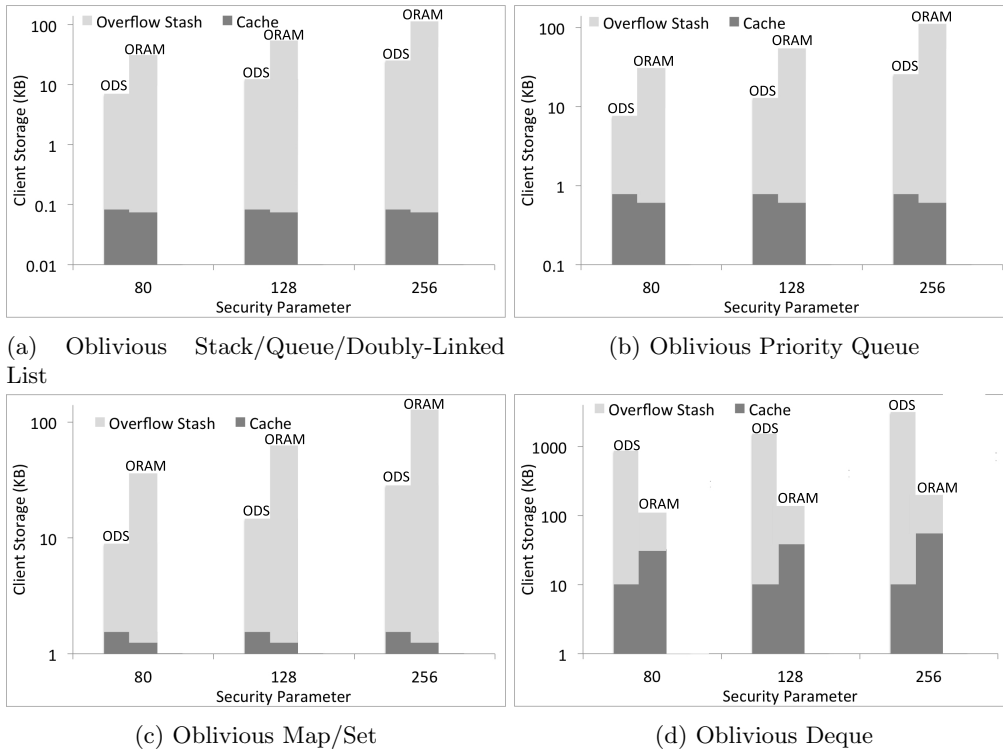 Overflow Stash Cache
100
10
1
0.1
0.01
Client Storage (KB)
ODS
ORAM
ODS
ORAM
ODS
ORAM
80 128 256
Security Parameter
(a) Oblivious Stack/Queue/Doubly-Linked
List
Overflow Stash Cache
100
10
1
0.1
Client Storage (KB)
ODS
ORAM
ODS
ORAM
ODS
ORAM
80 128 256
Security Parameter
(b) Oblivious Priority Queue
Overflow Stash Cache
100
10
1
Client Storage (KB)
ODS
ORAM
ODS
ORAM
ODS
ORAM
80 128 256
Security Parameter
(c) Oblivious Map/Set
Overflow Stash Cache
1000
100
10
1
Client Storage (KB)
ODS
ORAM
ODS
ORAM
ODS
ORAM
80 128 256
Security Parameter
(d) Oblivious Deque